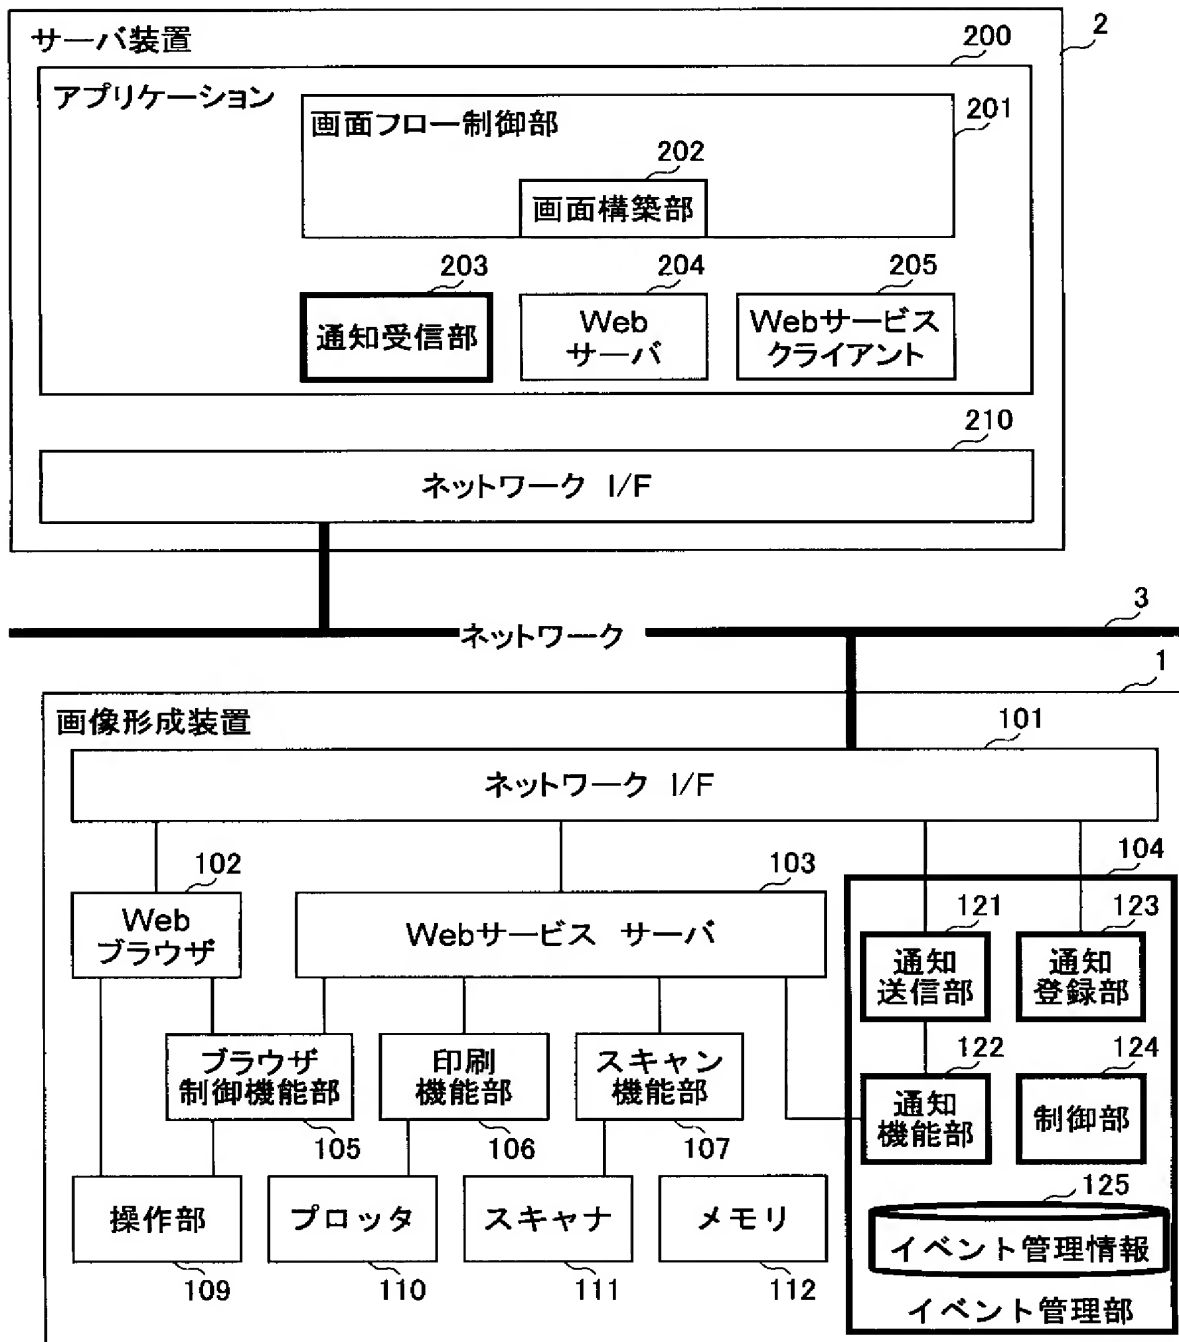 サーバ装置
2
200
アプリケーション
201
画面フロー制御部
202
画面構築部
203
204
205
通知受信部
Web
サーバ
Webサービス
クライアント
210
ネットワーク I/F
3
ネットワーク
1
画像形成装置
101
ネットワーク I/F
102
103
104
Web
ブラウザ
Webサービス サーバ
121
123
通知
送信部
通知
登録部
ブラウザ
制御機能部
印刷
機能部
スキャン
機能部
122
124
通知
機能部
制御部
105
106
107
125
操作部
プロッタ
スキャナ
メモリ
イベント管理情報
109
110
111
112
イベント管理部